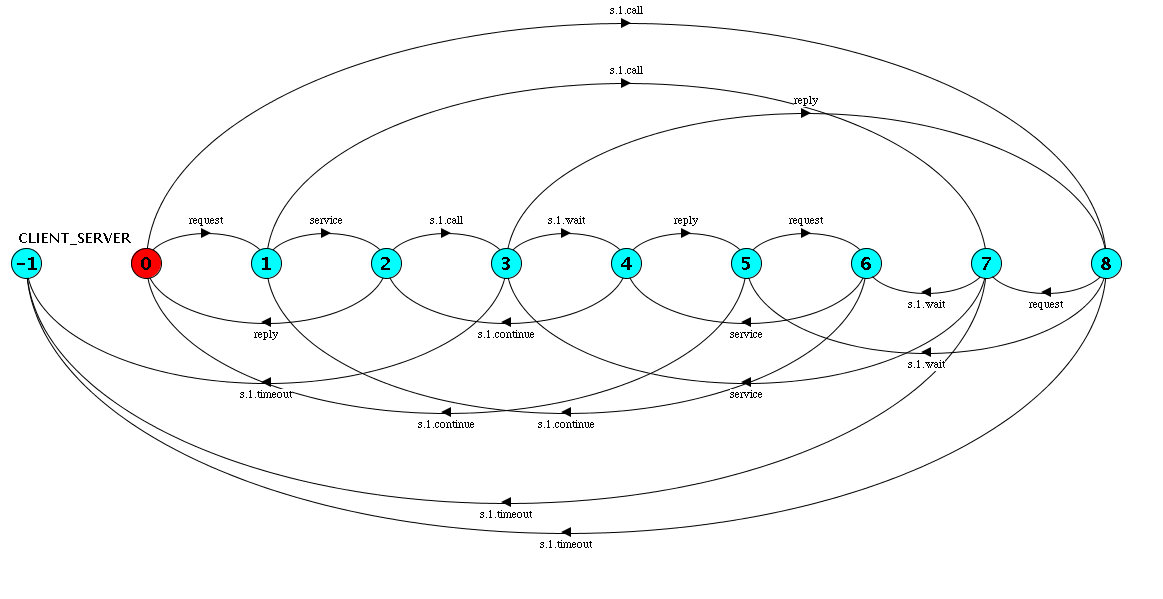 s.1.call
s.1.call
reply
request
service
s.1.call
s.1.wait
reply
request
CLIENT_SERVER
-1
0
1
2
3
4
5
6
7
8
s.1.wait
request
reply
s.1.continue
service
s.1.wait
s.1.timeout
service
s.1.continue
s.1.continue
s.1.timeout
s.1.timeout